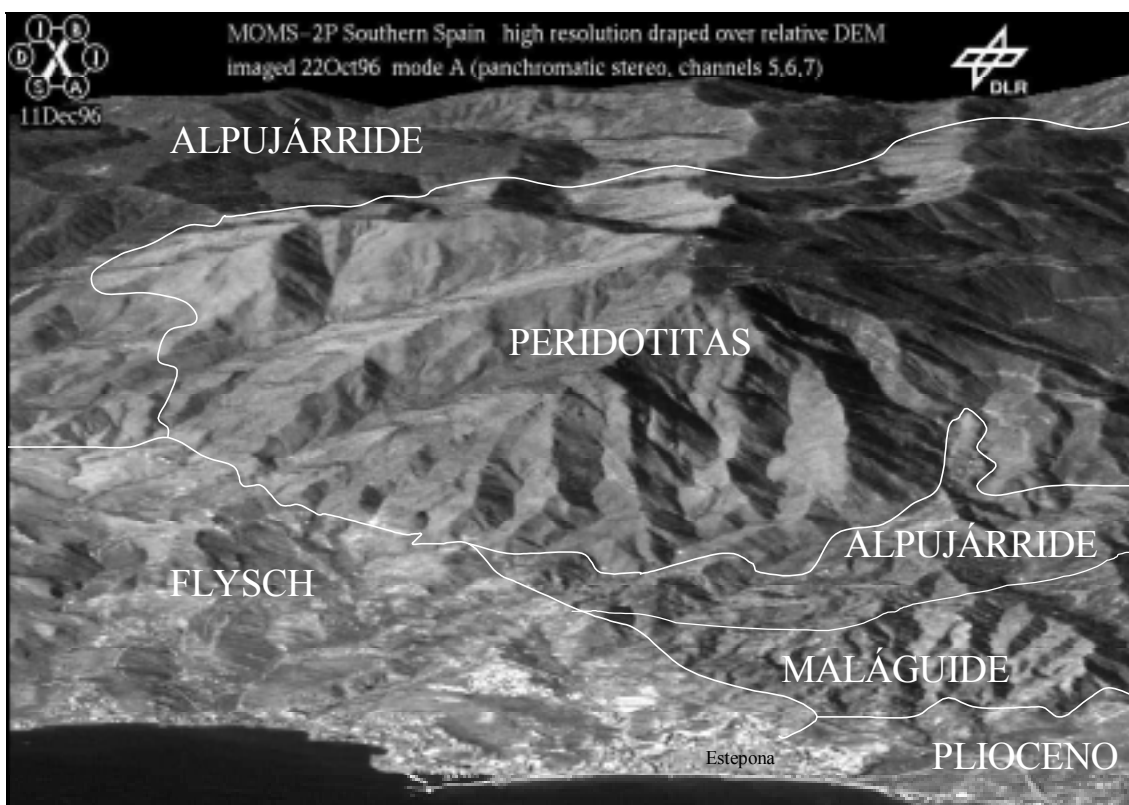 MOMS-2P Southern Spain high resolution draped over relative DEM
imaged 22Oct96 mode A (panchromatic stereo, channels 5,6,7)
I B
D I
S A
11Dec96
DLR
ALPUJÁRRIDE
PERIDOTITAS
ALPUJÁRRIDE
FLYSCH
MALÁGUIDE
Estepona
PLIOCENO